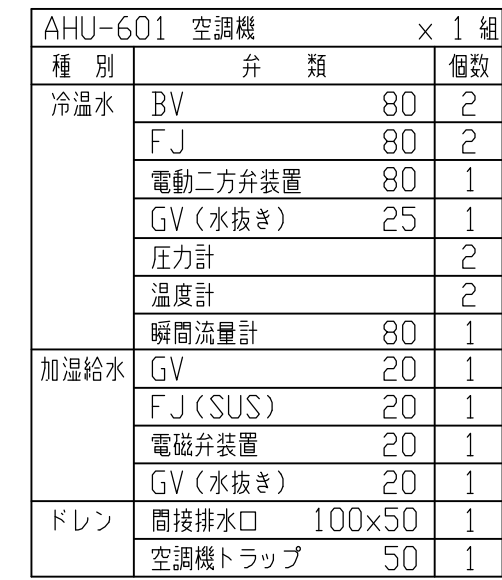 AHU-601 空調機 × 1 組
種 別 弁 類 個数
冷温水 BV 80 2
FJ 80 2
電動二方弁装置 80 1
GV(水抜き) 25 1
圧力計 2
温度計 2
瞬間流量計 80 1
加湿給水 GV 20 1
FJ(SUS) 20 1
電磁弁装置 20 1
GV(水抜き) 20 1
ドレン 間接排水口 100×50 1
空調機トラップ 50 1